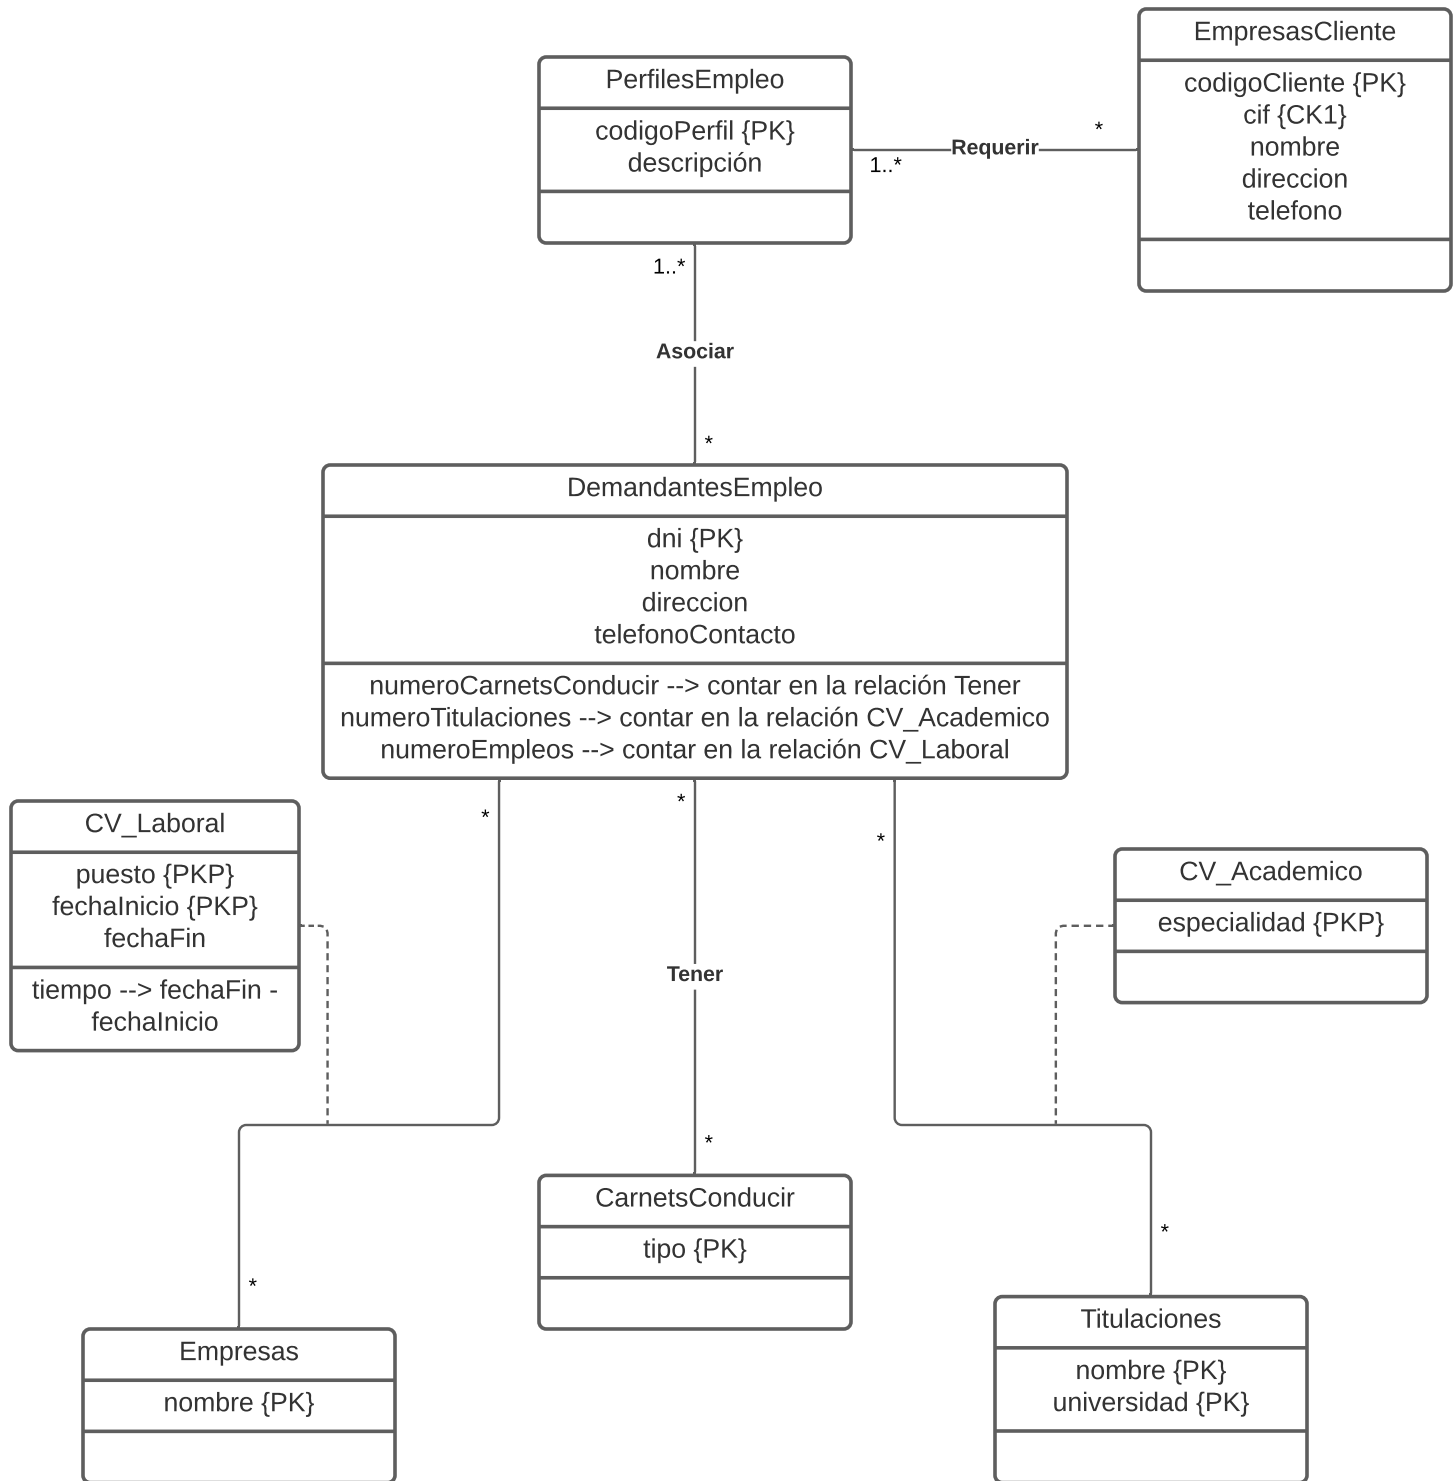 EmpresasCliente
codigoCliente {PK}
cif {CK1}
nombre
direccion
telefono
PerfilesEmpleo
codigoPerfil {PK}
descripción
*
Requerir
1..*
1..*
Asociar
*
DemandantesEmpleo
dni {PK}
nombre
direccion
telefonoContacto
numeroCarnetsConducir --> contar en la relación Tener
numeroTitulaciones --> contar en la relación CV_Academico
numeroEmpleos --> contar en la relación CV_Laboral
*
*
*
CV_Laboral
puesto {PKP}
fechaInicio {PKP}
fechaFin
tiempo --> fechaFin -
fechaInicio
CV_Academico
especialidad {PKP}
Tener
*
CarnetsConducir
tipo {PK}
*
*
Empresas
nombre {PK}
Titulaciones
nombre {PK}
universidad {PK}